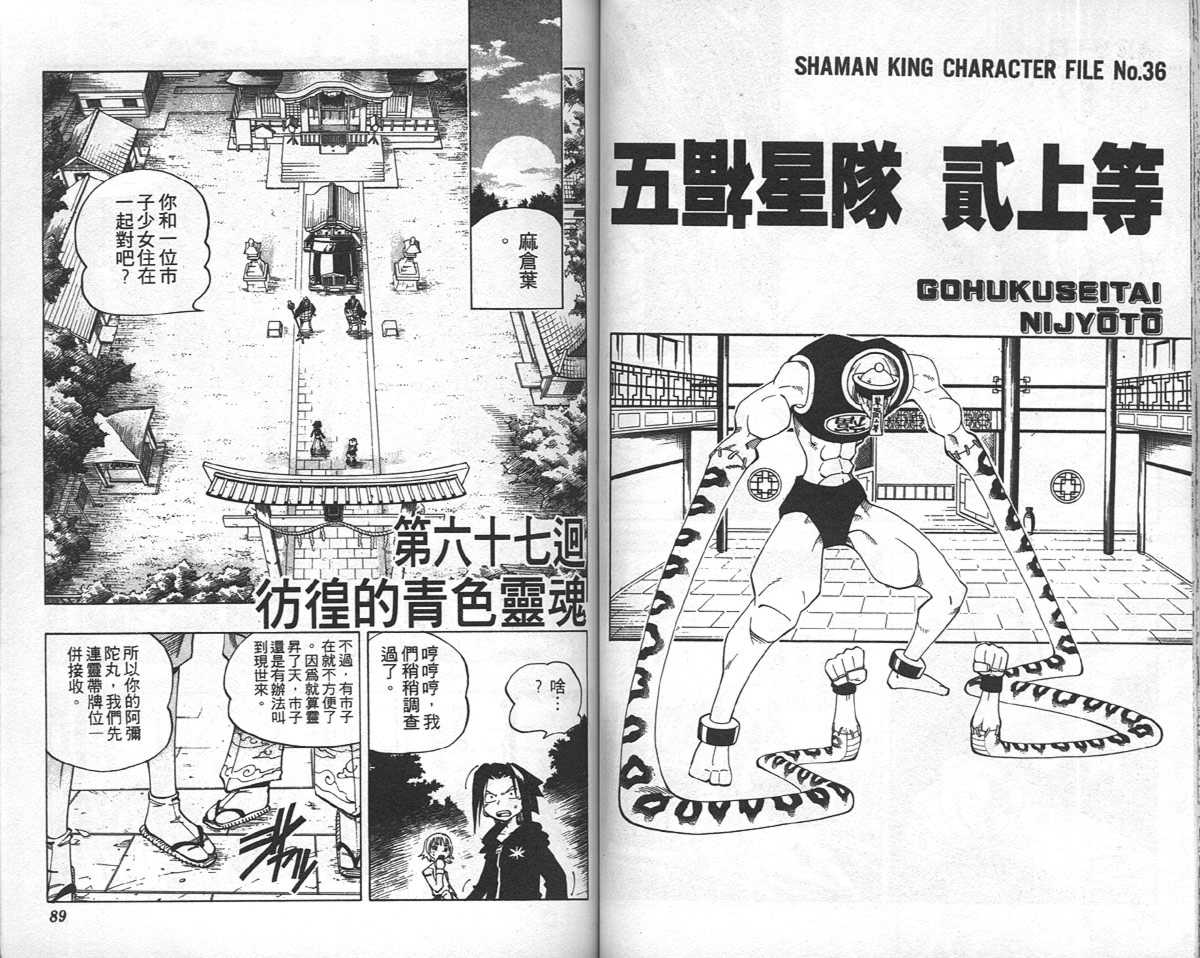 SHAMAN KING CHARACTER FILE No.36
五福星隊 貳上等
GOHUKUSEITAI
NIJYŌTŌ
麻倉葉
。
你和一位市
子少女住在
一起對吧？
第六十七迴
彷徨的青色靈魂
啥…
？
哼哼哼，我
們稍稍調查
過了。
不過，有市子
在就不方便了
。因為就算靈
昇了天，市子
還是有辦法叫
到現世來。
所以你的阿彌
陀丸，我們先
連靈帶牌位一
併接收。
89